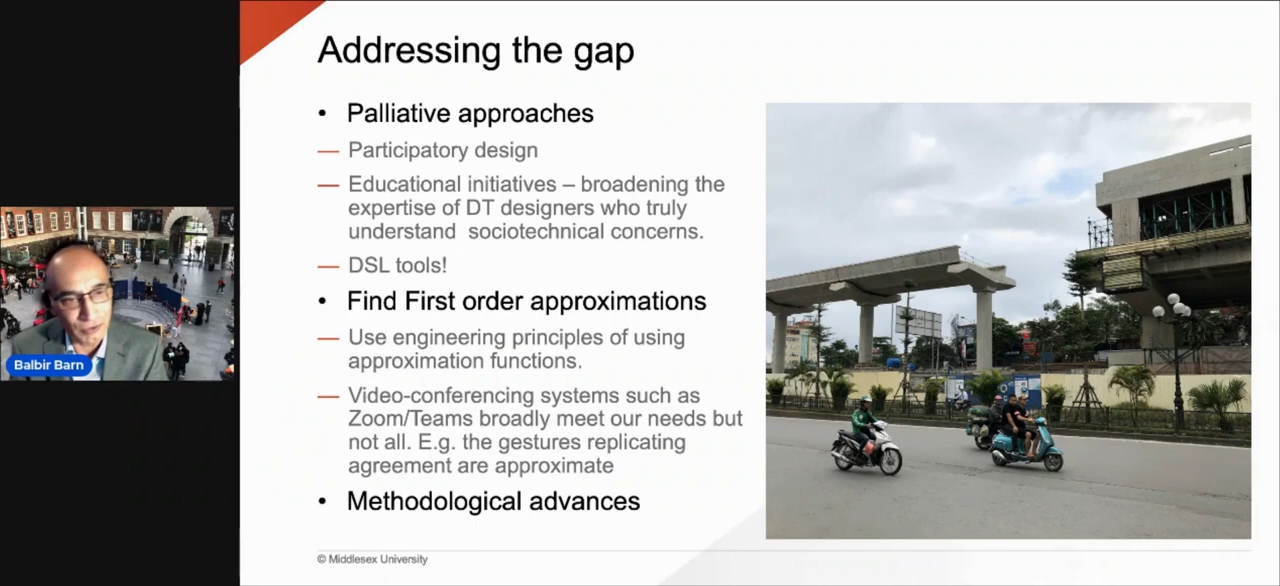 Addressing the gap
• Palliative approaches
— Participatory design
— Educational initiatives – broadening the
expertise of DT designers who truly
understand sociotechnical concerns.
— DSL tools!
• Find First order approximations
— Use engineering principles of using
approximation functions.
— Video-conferencing systems such as
Zoom/Teams broadly meet our needs but
not all. E.g. the gestures replicating
agreement are approximate
• Methodological advances
© Middlesex University
Balbir Barn